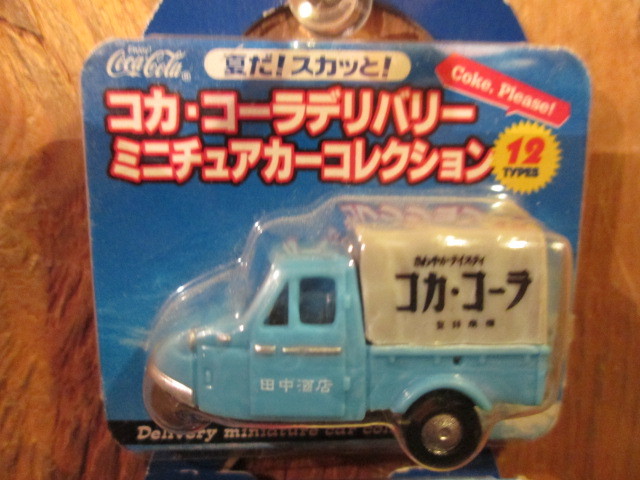 Enjoy!
Coca-Cola®
夏だ!スカッと!
Coke, Please!
コカ・コーラデリバリー
ミニチュアカーコレクション
12
TYPES
コカ・コーラ
田中酒店
Delivery miniature car